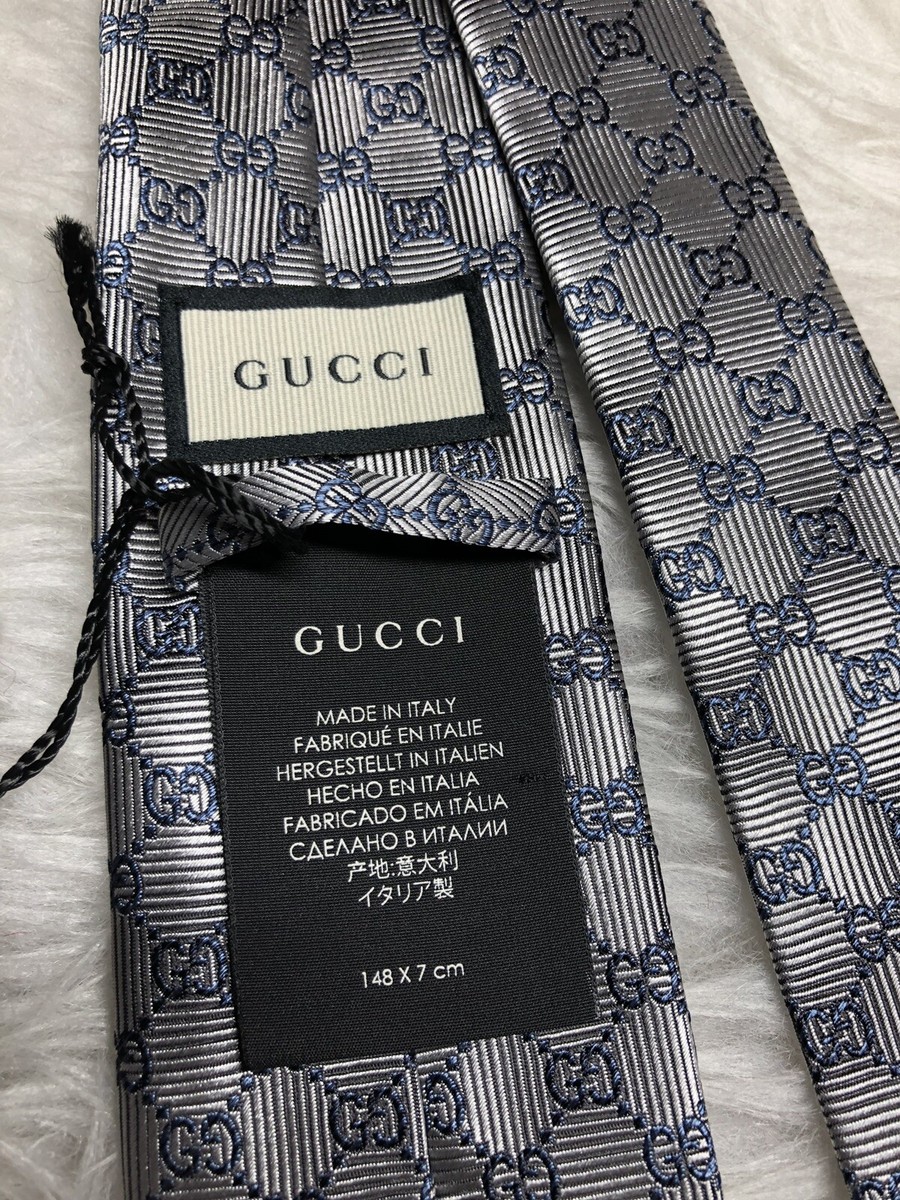 GUCCI
GUCCI
MADE IN ITALY
FABRIQUÉ EN ITALIE
HERGESTELLT IN ITALIEN
HECHO EN ITALIA
FABRICADO EM ITÁLIA
СДЕЛАНО В ИТАЛИИ
产地:意大利
イタリア製
148 X 7 cm